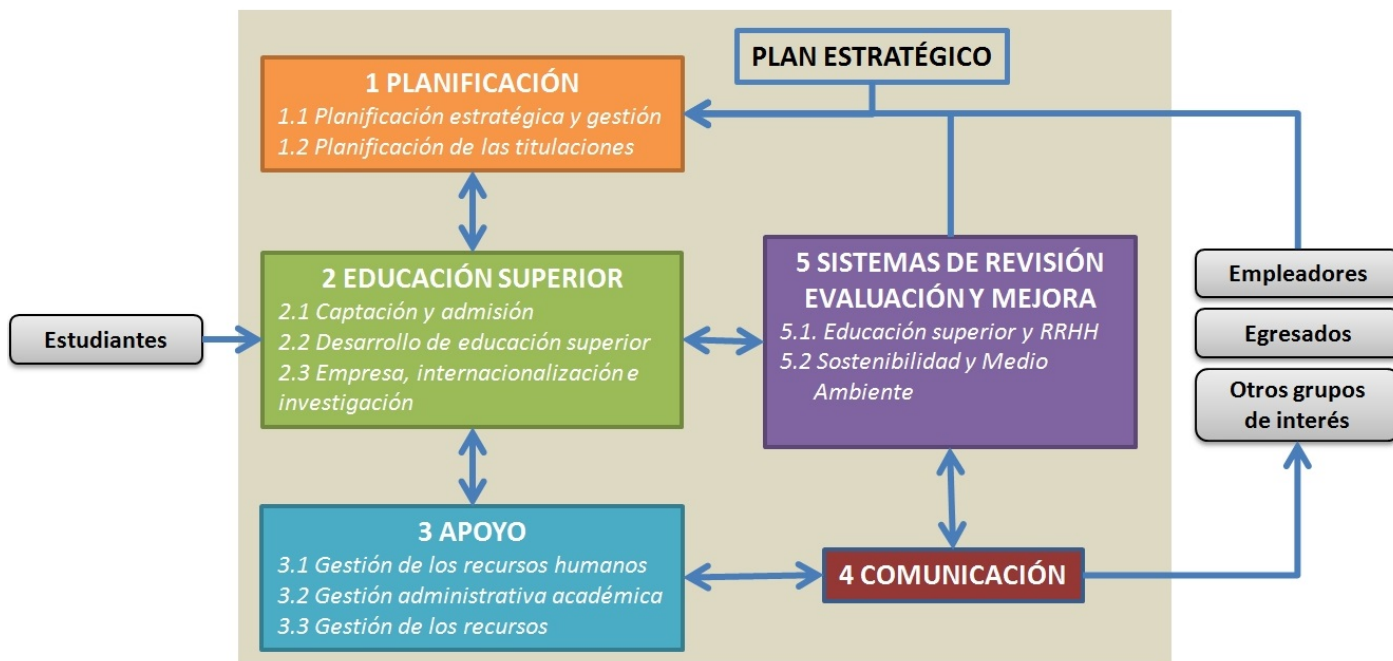 PLAN ESTRATÉGICO
1 PLANIFICACIÓN
1.1 Planificación estratégica y gestión
1.2 Planificación de las titulaciones
2 EDUCACIÓN SUPERIOR
2.1 Captación y admisión
2.2 Desarrollo de educación superior
2.3 Empresa, internacionalización e
investigación
5 SISTEMAS DE REVISIÓN
EVALUACIÓN Y MEJORA
5.1. Educación superior y RRHH
5.2 Sostenibilidad y Medio
Ambiente
Estudiantes
Empleadores
Egresados
Otros grupos
de interés
3 APOYO
3.1 Gestión de los recursos humanos
3.2 Gestión administrativa académica
3.3 Gestión de los recursos
4 COMUNICACIÓN